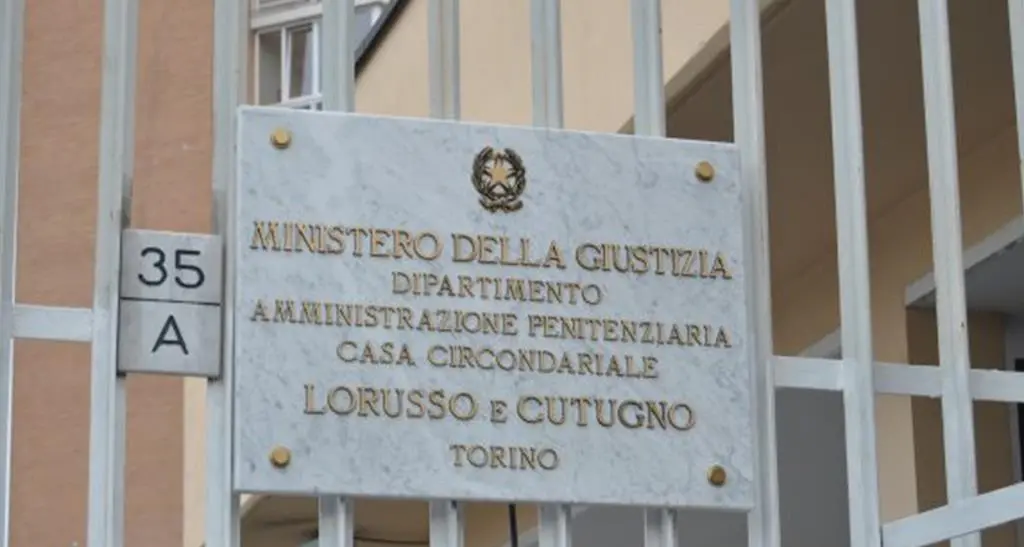 35
A
MINISTERO DELLA GIUSTIZIA
DIPARTIMENTO
AMMINISTRAZIONE PENITENZIARIA
CASA CIRCONDARIALE
LORUSSO E CUTUGNO
TORINO